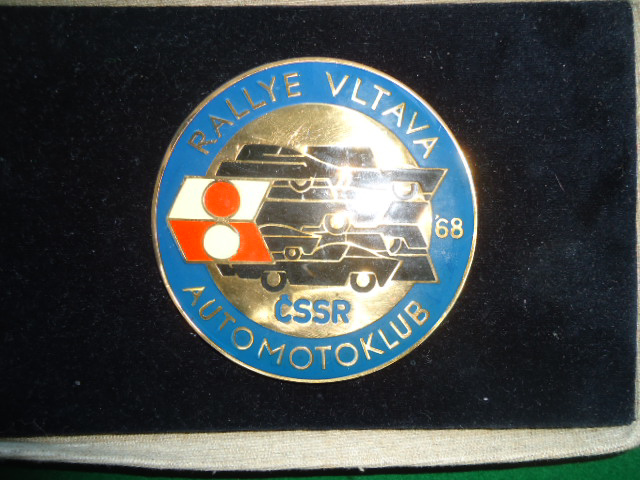 RALLYE VLTAVA
'68
ČSSR
AUTOMOTOKLUB